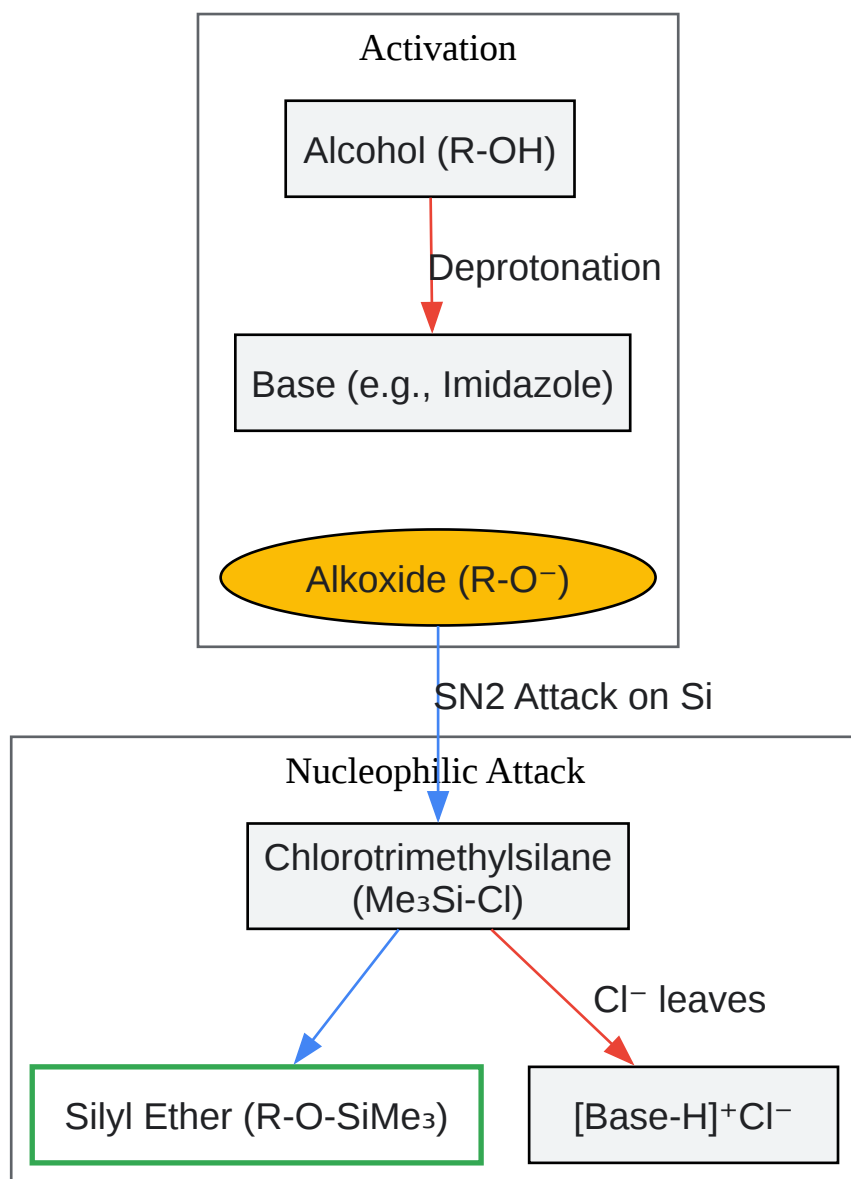 Activation
Alcohol (R-OH)
Deprotonation
Base (e.g., Imidazole)
Alkoxide (R-O⁻)
SN2 Attack on Si
Nucleophilic Attack
Chlorotrimethylsilane
(Me₃Si-Cl)
Cl⁻ leaves
Silyl Ether (R-O-SiMe₃)
[Base-H]⁺Cl⁻